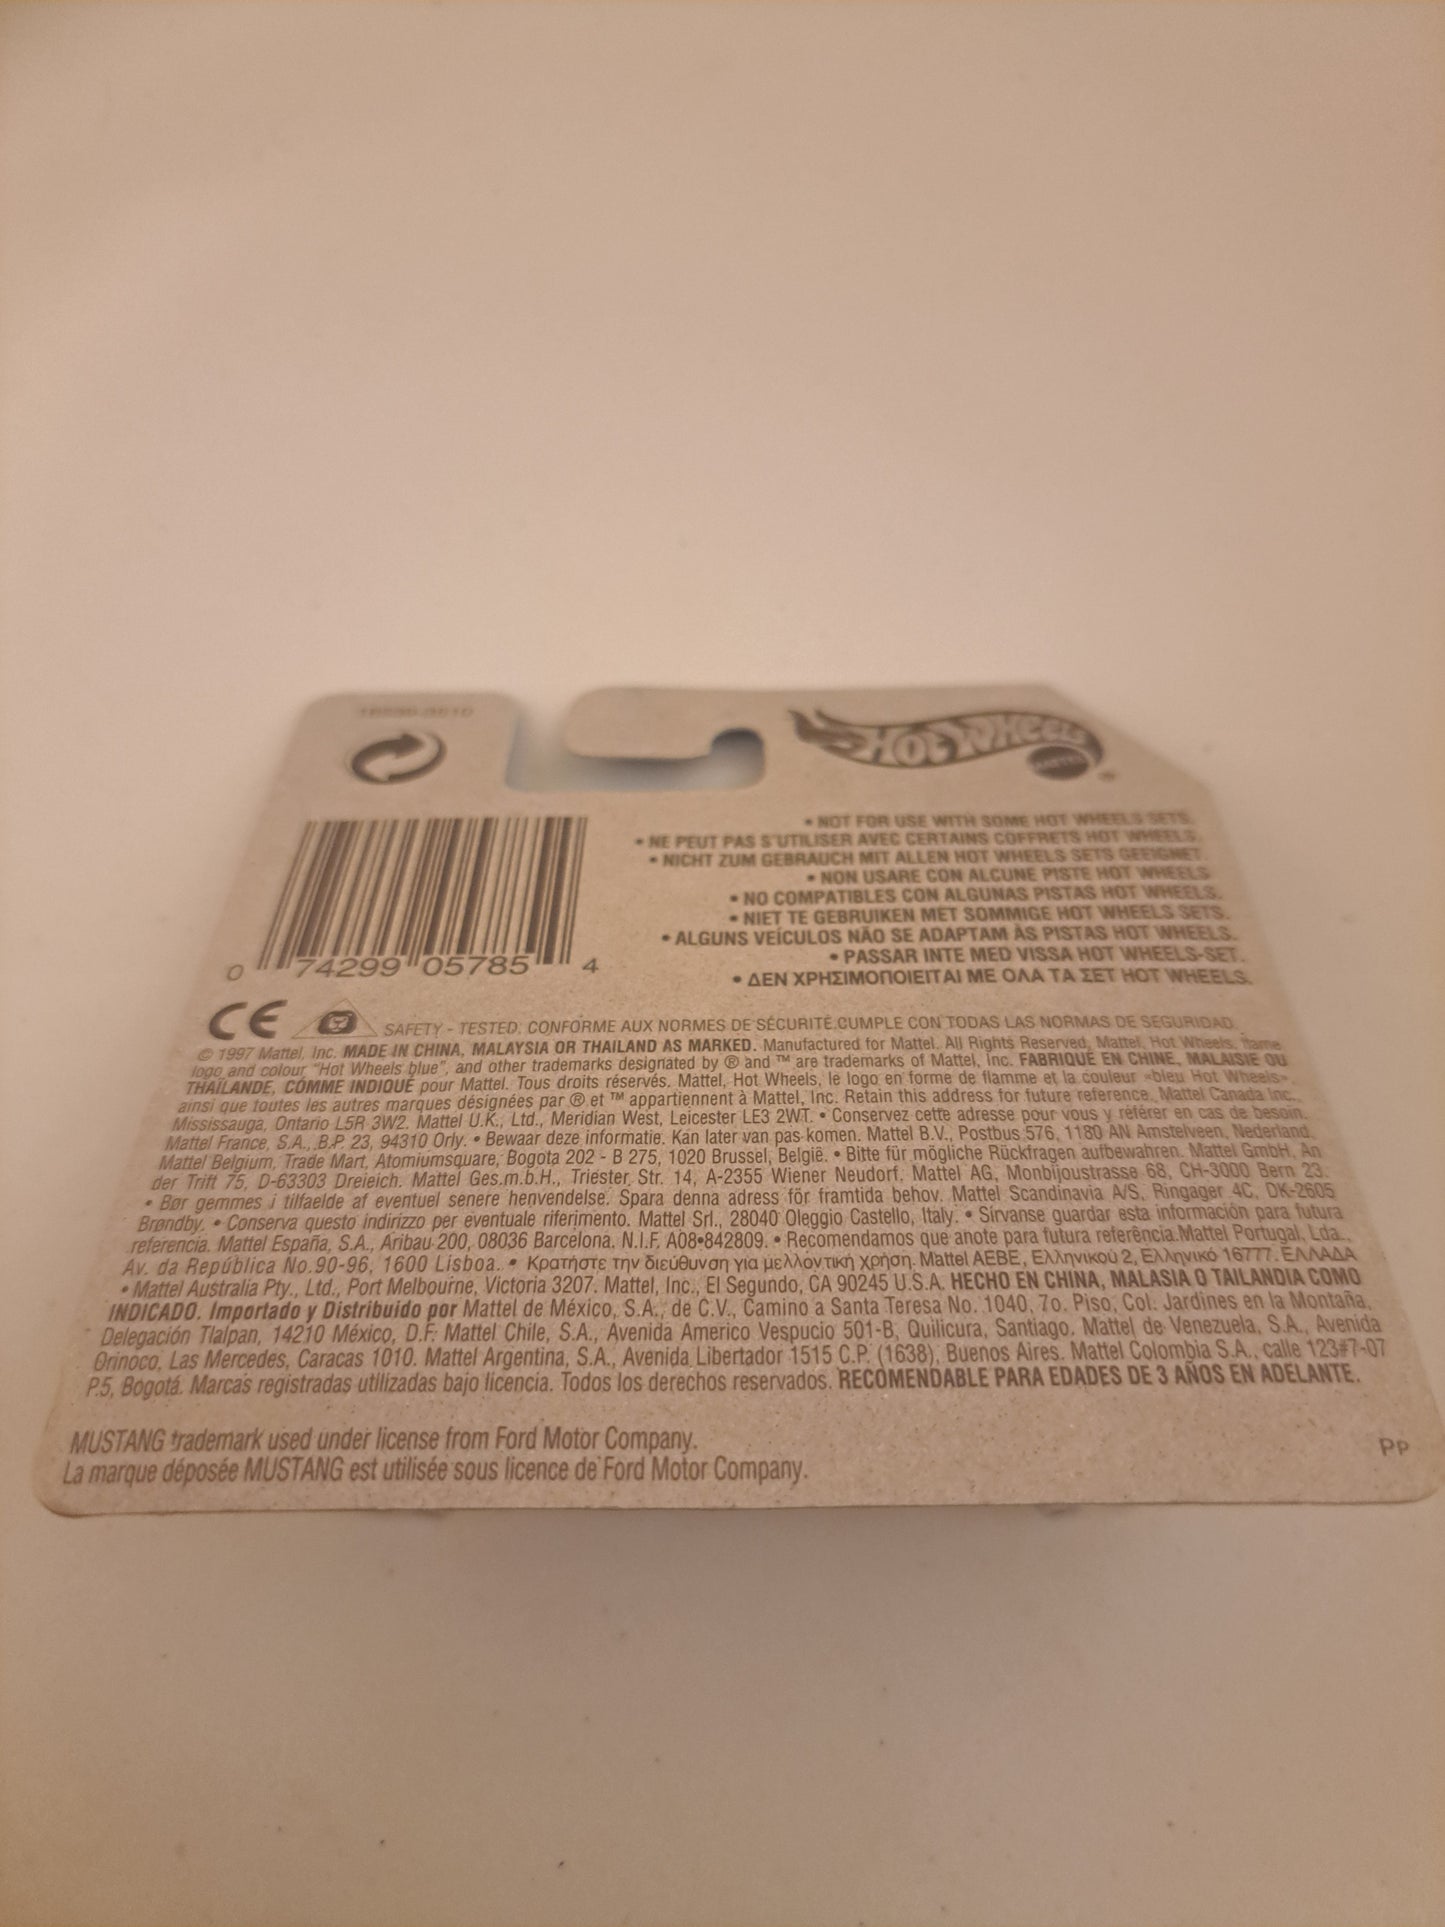 HOT WHEELS
MATTEL
®
0 74299 05785 4
• NOT FOR USE WITH SOME HOT WHEELS SETS.
• NE PEUT PAS S'UTILISER AVEC CERTAINS COFFRETS HOT WHEELS.
• NICHT ZUM GEBRAUCH MIT ALLEN HOT WHEELS SETS GEEIGNET.
• NON USARE CON ALCUNE PISTE HOT WHEELS.
• NO COMPATIBLES CON ALGUNAS PISTAS HOT WHEELS.
• NIET TE GEBRUIKEN MET SOMMIGE HOT WHEELS SETS.
• ALGUNS VEÍCULOS NÃO SE ADAPTAM ÀS PISTAS HOT WHEELS.
• PASSAR INTE MED VISSA HOT WHEELS-SET.
• ΔΕΝ ΧΡΗΣΙΜΟΠΟΙΕΙΤΑΙ ΜΕ ΟΛΑ ΤΑ ΣΕΤ HOT WHEELS.
CE SAFETY - TESTED. CONFORME AUX NORMES DE SÉCURITÉ.CUMPLE CON TODAS LAS NORMAS DE SEGURIDAD.
© 1997 Mattel, Inc. MADE IN CHINA, MALAYSIA OR THAILAND AS MARKED. Manufactured for Mattel. All Rights Reserved, Mattel, Hot Wheels, flame
logo and colour "Hot Wheels blue", and other trademarks designated by ® and ™ are trademarks of Mattel, Inc. FABRIQUÉ EN CHINE, MALAISIE OU
THAÏLANDE, COMME INDIQUÉ pour Mattel. Tous droits réservés. Mattel, Hot Wheels, le logo en forme de flamme et la couleur «bleu Hot Wheels»,
ainsi que toutes les autres marques désignées par ® et ™ appartiennent à Mattel, Inc. Retain this address for future reference. Mattel Canada Inc.,
Mississauga, Ontario L5R 3W2. Mattel U.K., Ltd., Meridian West, Leicester LE3 2WT. • Conservez cette adresse pour vous y référer en cas de besoin.
Mattel France, S.A., B.P. 23, 94310 Orly. • Bewaar deze informatie. Kan later van pas komen. Mattel B.V., Postbus 576, 1180 AN Amstelveen, Nederland.
Mattel Belgium, Trade Mart, Atomiumsquare, Bogota 202 - B 275, 1020 Brussel, België. • Bitte für mögliche Rückfragen aufbewahren. Mattel GmbH, An
der Trift 75, D-63303 Dreieich. Mattel Ges.m.b.H., Triester Str. 14, A-2355 Wiener Neudorf. Mattel AG, Monbijoustrasse 68, CH-3000 Bern 23.
• Bør gemmes i tilfaelde af eventuel senere henvendelse. Spara denna adress för framtida behov. Mattel Scandinavia A/S, Ringager 4C, DK-2605
Brøndby. • Conserva questo indirizzo per eventuale riferimento. Mattel Srl., 28040 Oleggio Castello, Italy. • Sírvanse guardar esta información para futura
referencia. Mattel España, S.A., Aribau 200, 08036 Barcelona. N.I.F. A08•842809. • Recomendamos que anote para futura referência.Mattel Portugal, Lda.,
Av. da República No.90-96, 1600 Lisboa. • Κρατήστε την διεύθυνση για μελλοντική χρήση. Mattel AEBE, Ελληνικού 2, Ελληνικό 16777. ΕΛΛΑΔΑ
• Mattel Australia Pty., Ltd., Port Melbourne, Victoria 3207. Mattel, Inc., El Segundo, CA 90245 U.S.A. HECHO EN CHINA, MALASIA O TAILANDIA COMO
INDICADO. Importado y Distribuido por Mattel de México, S.A., de C.V., Camino a Santa Teresa No. 1040, 7o. Piso, Col. Jardines en la Montaña,
Delegación Tlalpan, 14210 México, D.F. Mattel Chile, S.A., Avenida Americo Vespucio 501-B, Quilicura, Santiago. Mattel de Venezuela, S.A., Avenida
Orinoco, Las Mercedes, Caracas 1010. Mattel Argentina, S.A., Avenida Libertador 1515 C.P. (1638), Buenos Aires. Mattel Colombia S.A., calle 123#7-07
P.5, Bogotá. Marcas registradas utilizadas bajo licencia. Todos los derechos reservados. RECOMENDABLE PARA EDADES DE 3 AÑOS EN ADELANTE.
MUSTANG trademark used under license from Ford Motor Company.
La marque déposée MUSTANG est utilisée sous licence de Ford Motor Company.
PP